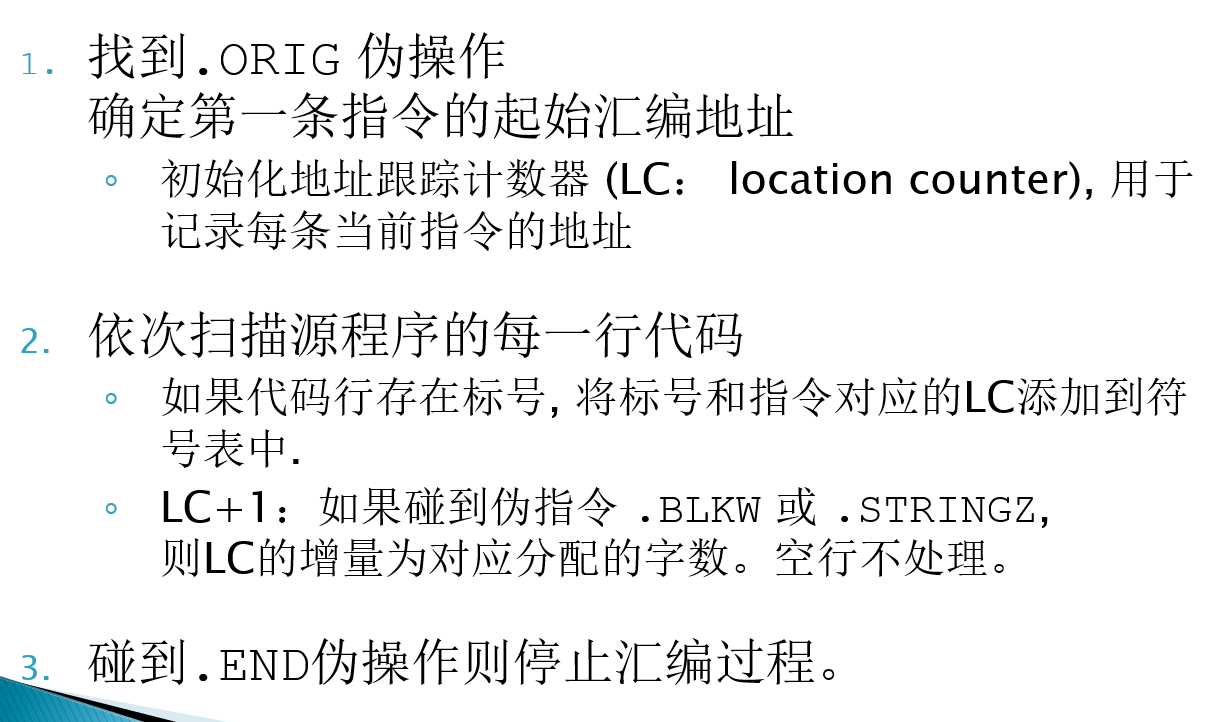 1. 找到.ORIG 伪操作
确定第一条指令的起始汇编地址
◦ 初始化地址跟踪计数器 (LC： location counter), 用于
记录每条当前指令的地址
2. 依次扫描源程序的每一行代码
◦ 如果代码行存在标号, 将标号和指令对应的LC添加到符
号表中.
◦ LC+1：如果碰到伪指令 .BLKW 或 .STRINGZ,
则LC的增量为对应分配的字数。空行不处理。
3. 碰到.END伪操作则停止汇编过程。